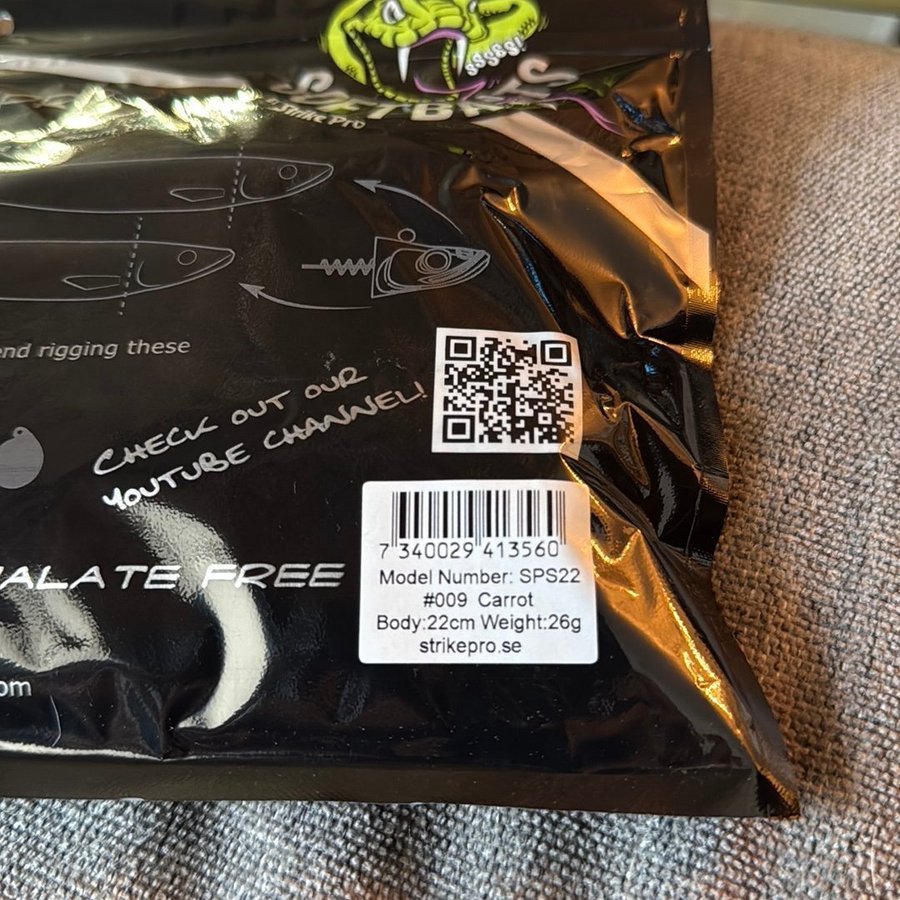 SSSSSS!
SOFTBAITS
Strike Pro
end rigging these
CHECK OUT OUR
YOUTUBE CHANNEL!
7 340029 413560
ALATE FREE
Model Number: SPS22
#009 Carrot
Body:22cm Weight:26g
strikepro.se
om